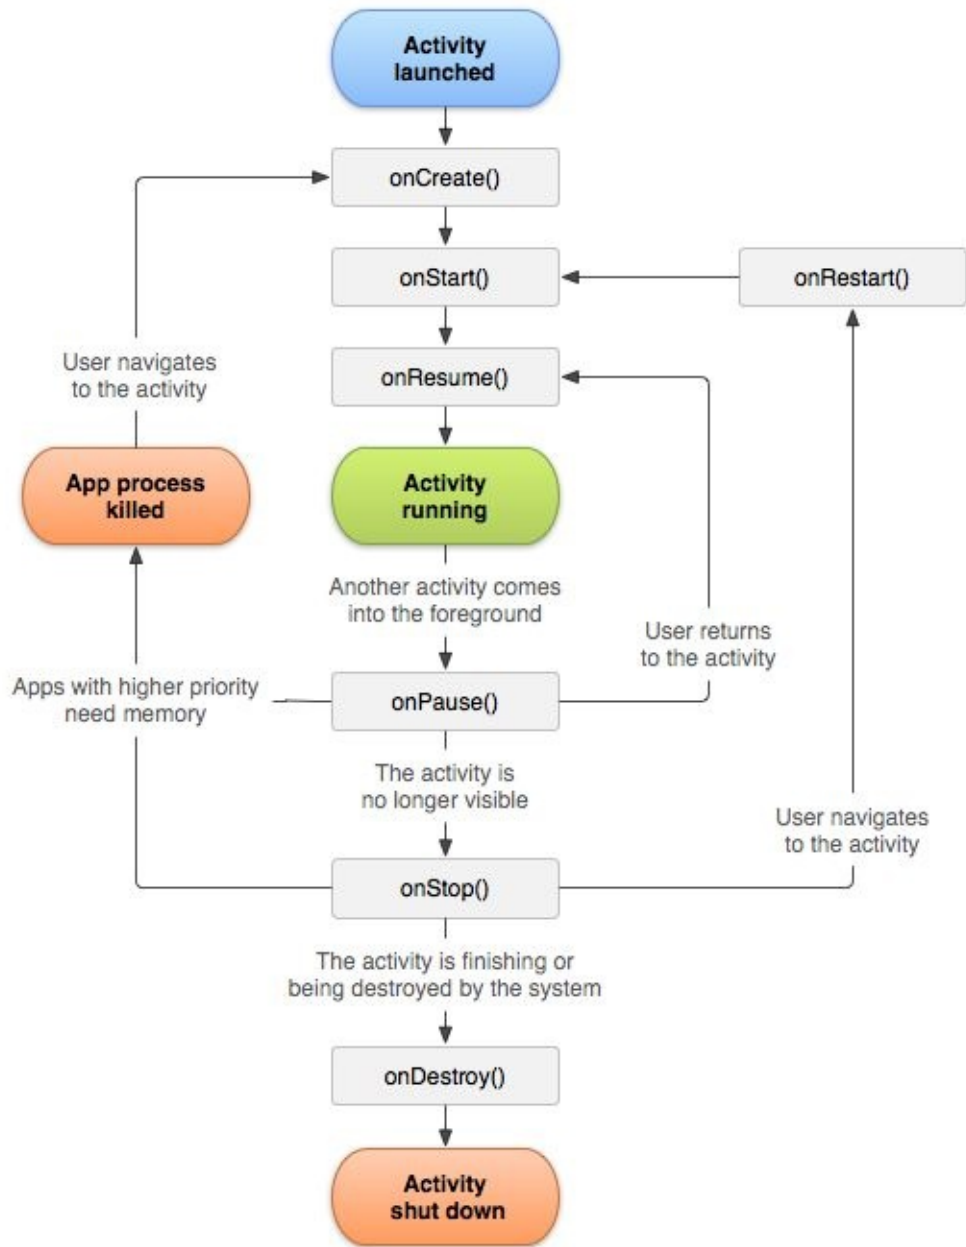 Activity
launched
onCreate()
onStart()
onRestart()
User navigates
to the activity
onResume()
App process
killed
Activity
running
Another activity comes
into the foreground
User returns
to the activity
Apps with higher priority
need memory
onPause()
The activity is
no longer visible
User navigates
to the activity
onStop()
The activity is finishing or
being destroyed by the system
onDestroy()
Activity
shut down